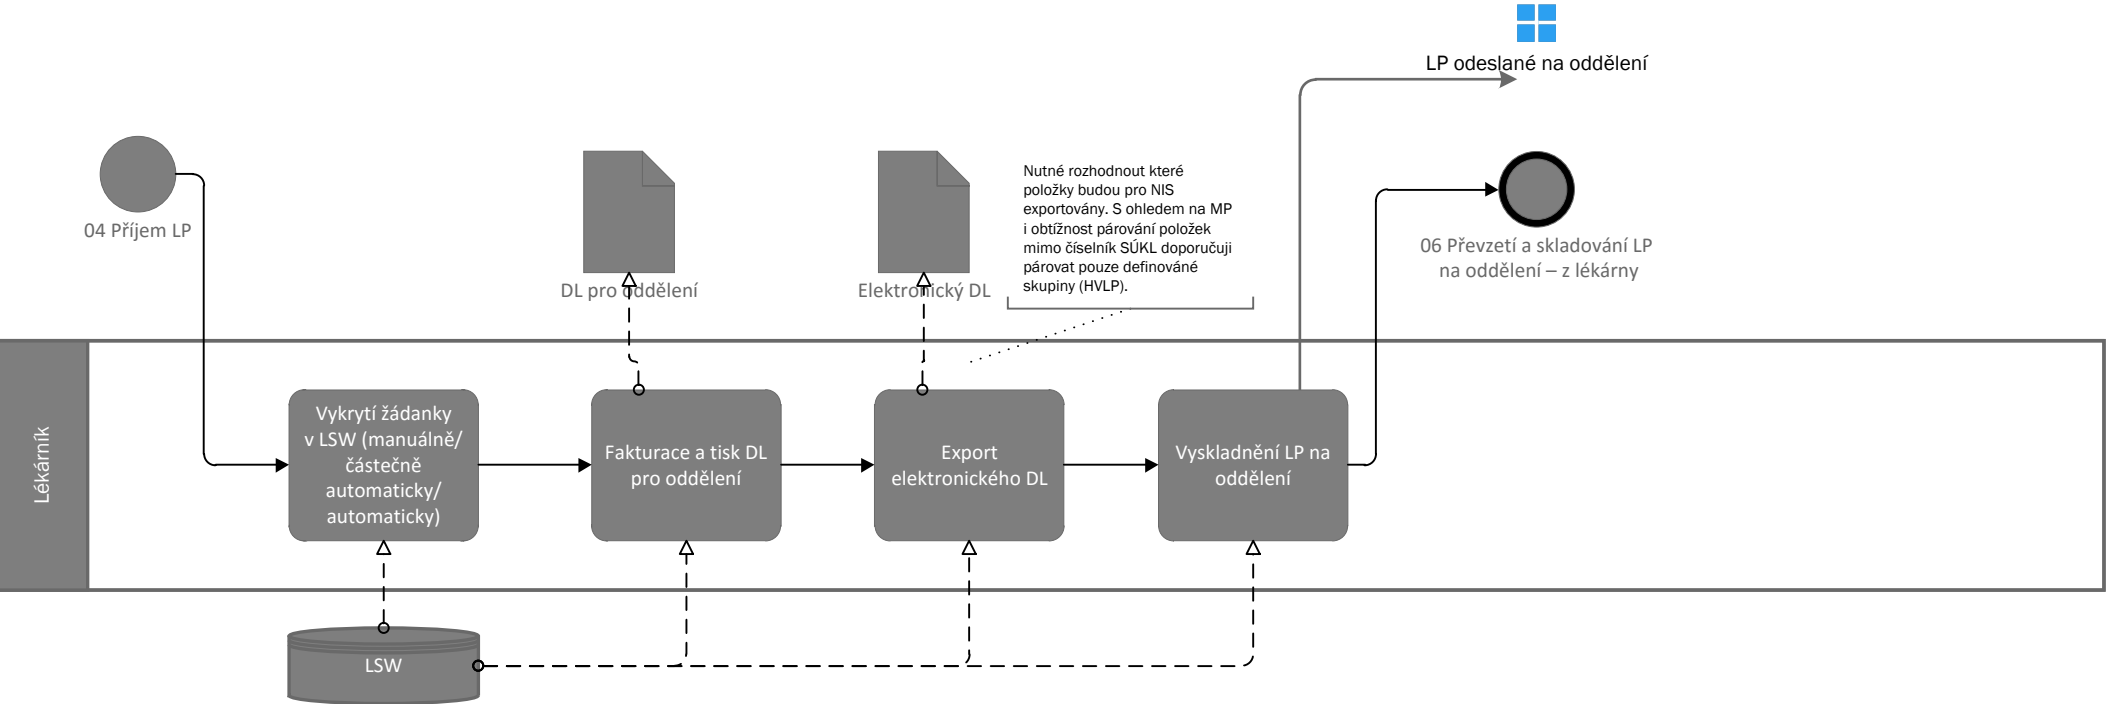 LP odeslané na oddělení
04 Příjem LP
DL pro oddělení
Elektronický DL
Nutné rozhodnout které
položky budou pro NIS
exportovány. S ohledem na MP
i obtížnost párování položek
mimo číselník SÚKL doporučuji
párovat pouze definováné
skupiny (HVLP).
06 Převzetí a skladování LP
na oddělení – z lékárny
Lékárník
Vykrytí žádanky
v LSW (manuálně/
částečně
automaticky/
automaticky)
Fakturace a tisk DL
pro oddělení
Export
elektronického DL
Vyskladnění LP na
oddělení
LSW